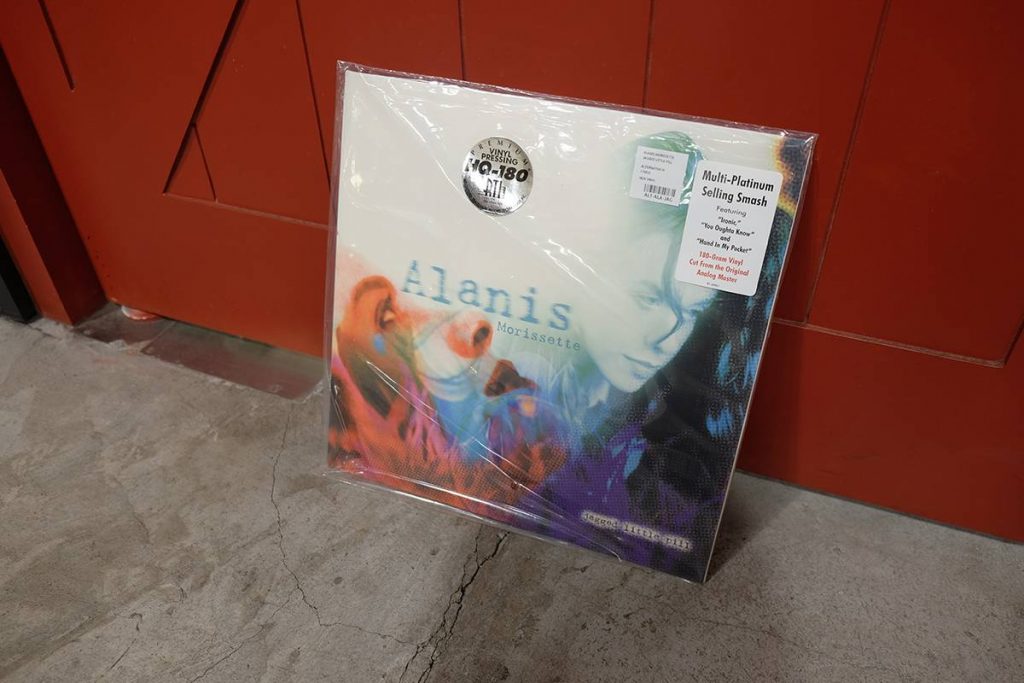 PREMIUM
VINYL
PRESSING
HQ-180
RTI
Multi-Platinum
Selling Smash
Featuring
"Ironic,"
"You Oughta Know"
and
"Hand In My Pocket"
180-Gram Vinyl
Cut From the Original
Analog Master
Alanis
Morissette
jagged little pill